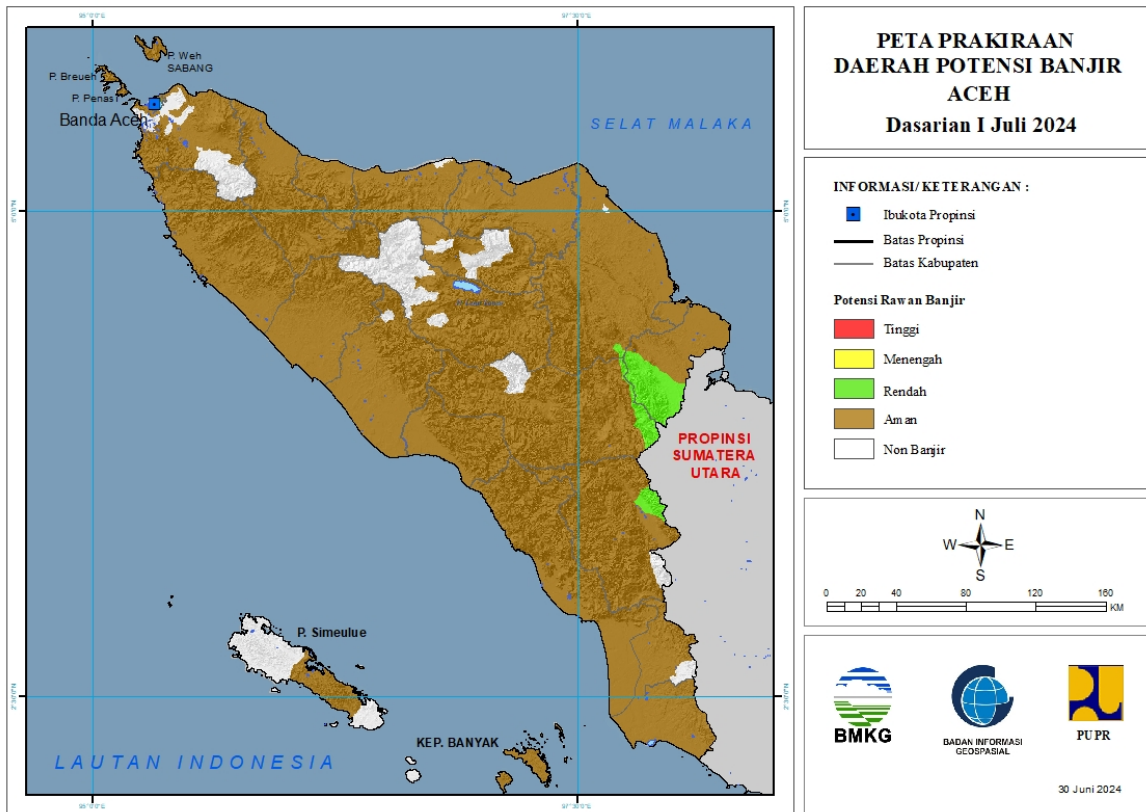 PETA PRAKIRAAN
DAERAH POTENSI BANJIR
ACEH
Dasarian I Juli 2024
INFORMASI/ KETERANGAN :
Ibukota Propinsi
Batas Propinsi
Batas Kabupaten
Potensi Rawan Banjir
Tinggi
Menengah
Rendah
Aman
Non Banjir
N
W E
S
0 20 40 80 120 160
KM
BMKG
BADAN INFORMASI
GEOSPASIAL
PUPR
30 Juni 2024
P. Weh
SABANG
P. Breueh
P. Penasi
Banda Aceh
SELAT MALAKA
PROPINSI
SUMATERA
UTARA
P. Simeulue
KEP. BANYAK
LAUTAN INDONESIA